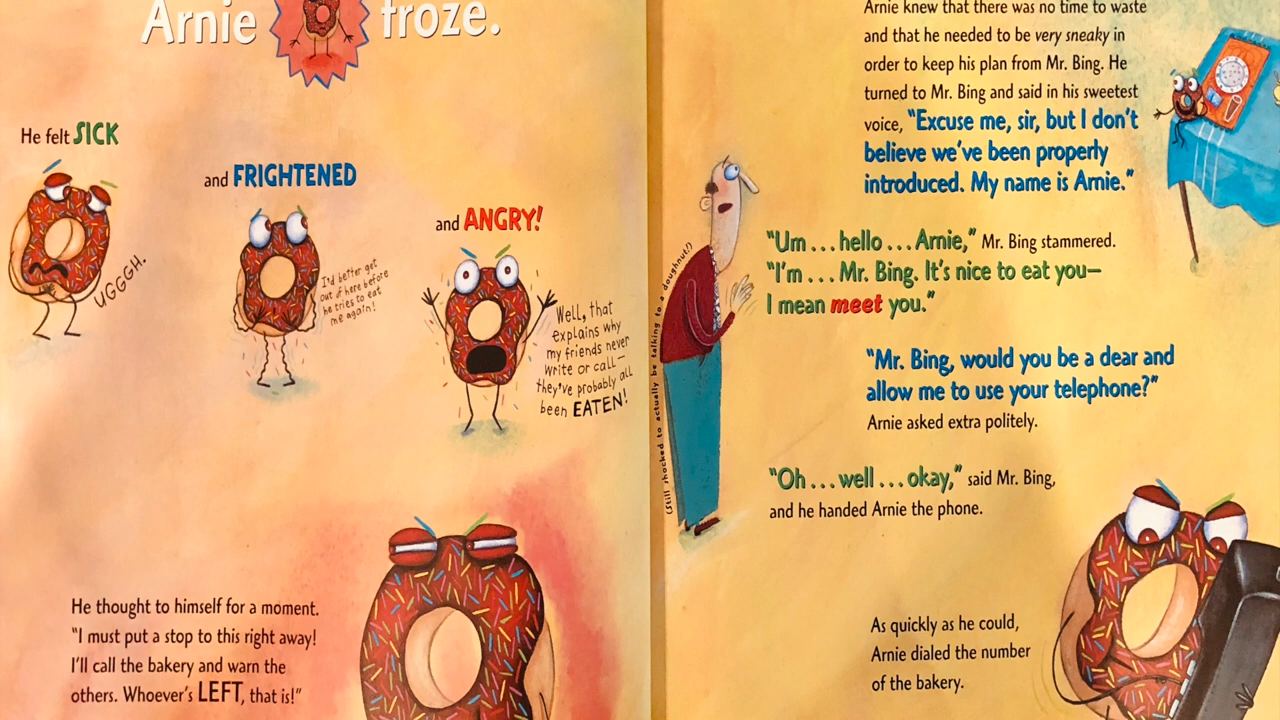 Arnie froze.
He felt SICK
UGGGH.
and FRIGHTENED
I'd better get
out of here before
he tries to eat
me again!
and ANGRY!
Well, that
explains why
my friends never
write or call—
they've probably all
been EATEN!
He thought to himself for a moment.
"I must put a stop to this right away!
I'll call the bakery and warn the
others. Whoever's LEFT, that is!"
Arnie knew that there was no time to waste
and that he needed to be very sneaky in
order to keep his plan from Mr. Bing. He
turned to Mr. Bing and said in his sweetest
voice, "Excuse me, sir, but I don't
believe we've been properly
introduced. My name is Arnie."
(Still shocked to actually be talking to a doughnut!)
"Um...hello...Arnie," Mr. Bing stammered.
"I'm...Mr. Bing. It's nice to eat you—
I mean meet you."
"Mr. Bing, would you be a dear and
allow me to use your telephone?"
Arnie asked extra politely.
"Oh...well...okay," said Mr. Bing,
and he handed Arnie the phone.
As quickly as he could,
Arnie dialed the number
of the bakery.